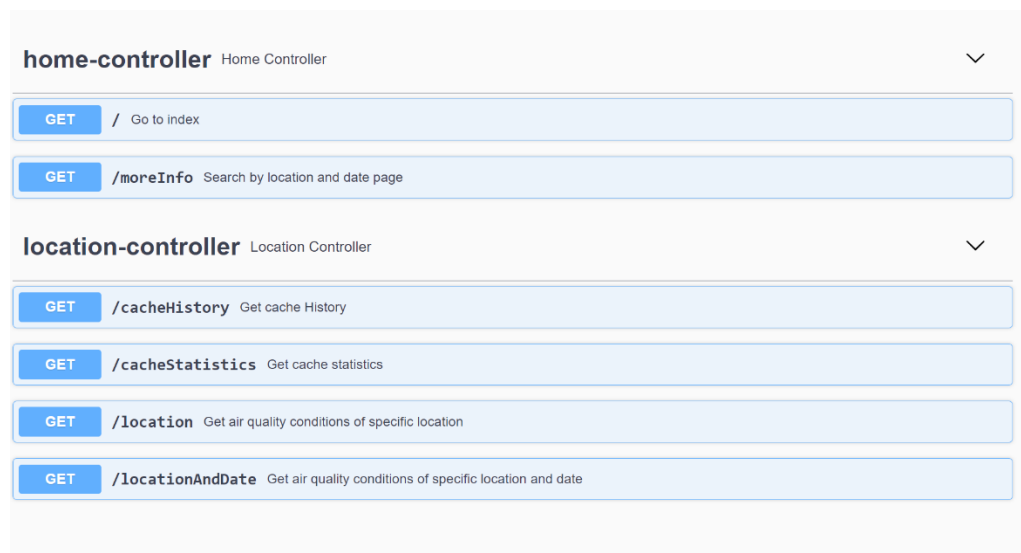 home-controller Home Controller
GET / Go to index
GET /moreInfo Search by location and date page
location-controller Location Controller
GET /cacheHistory Get cache History
GET /cacheStatistics Get cache statistics
GET /location Get air quality conditions of specific location
GET /locationAndDate Get air quality conditions of specific location and date